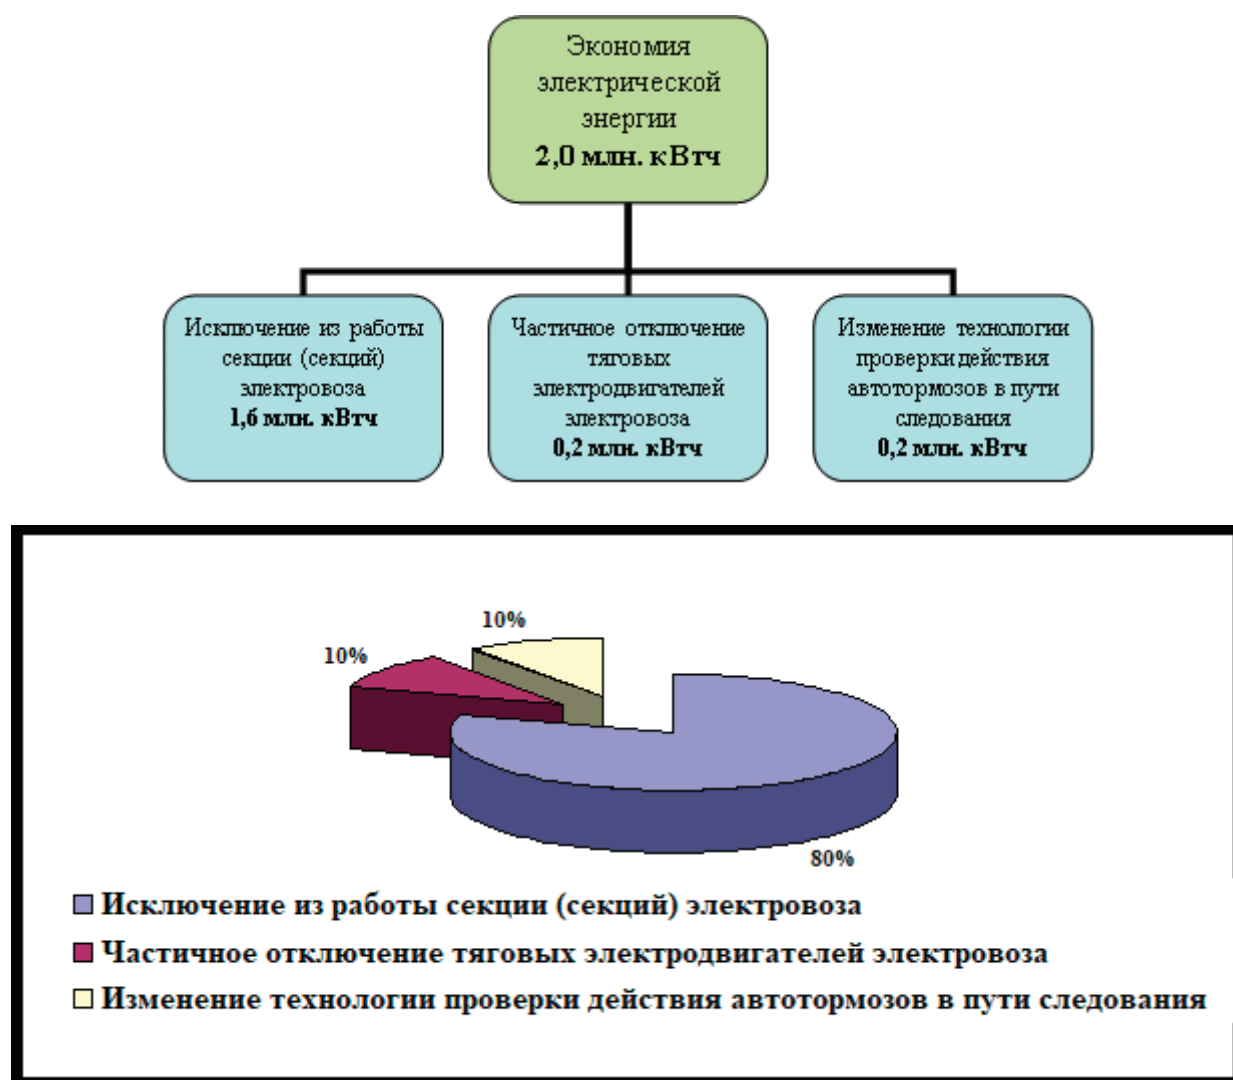 Экономия
электрической
энергии
2,0 млн. кВтч
Исключение из работы
секции (секций)
электровоза
1,6 млн. кВтч
Частичное отключение
тяговых
электродвигателей
электровоза
0,2 млн. кВтч
Изменение технологии
проверки действия
автотормозов в пути
следования
0,2 млн. кВтч
10%
10%
80%
Исключение из работы секции (секций) электровоза
Частичное отключение тяговых электродвигателей электровоза
Изменение технологии проверки действия автотормозов в пути следования